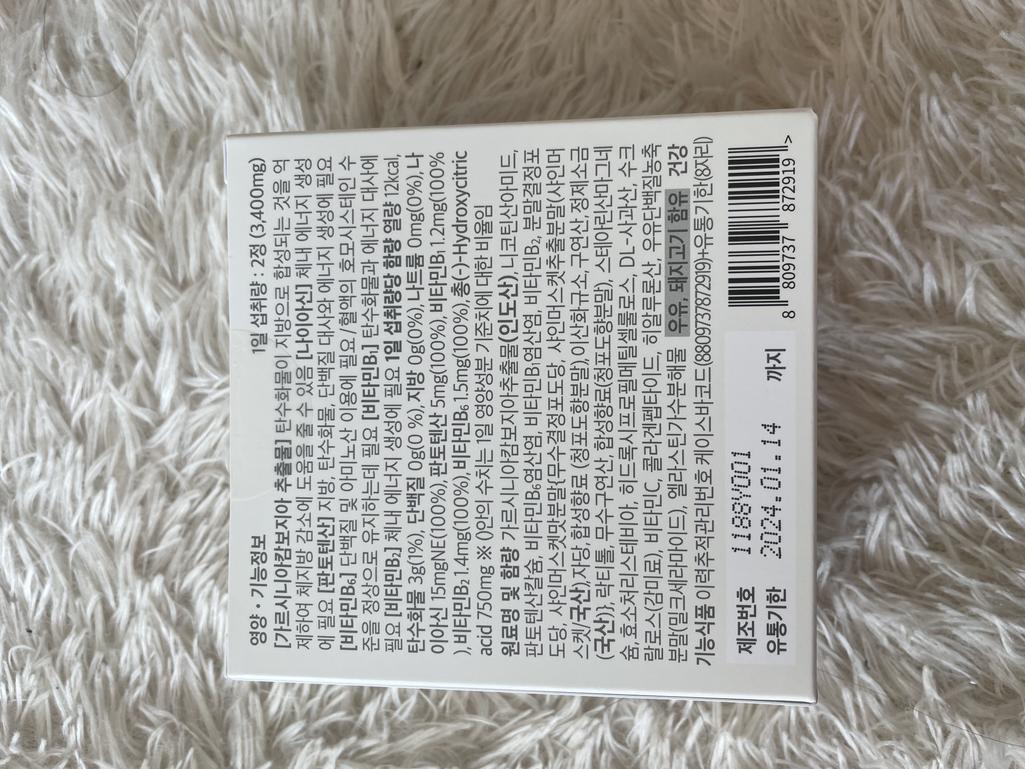 영양 • 기능정보 1일 섭취량 : 2정 (3,400mg)
[가르시니아캄보지아 추출물] 탄수화물이 지방으로 합성되는 것을 억
제하여 체지방 감소에 도움을 줄 수 있음 [나이아신] 체내 에너지 생성
에 필요 [판토텐산] 지방, 탄수화물, 단백질 대사와 에너지 생성에 필요
[비타민B₆] 단백질 및 아미노산 이용에 필요/혈액의 호모시스테인 수
준을 정상으로 유지하는데 필요 [비타민B₁] 탄수화물과 에너지 대사에
필요 [비타민B₂] 체내 에너지 생성에 필요 1일 섭취량당 함량 열량 12kcal,
탄수화물 3g(1%), 단백질 0g(0 %), 지방 0g(0%), 나트륨 0mg(0%), 나
이아신 15mgNE(100%), 판토텐산 5mg(100%), 비타민B₁ 1.2mg(100%
), 비타민B₂ 1.4mg(100%), 비타민B₆ 1.5mg(100%), 총(-)-Hydroxycitric
acid 750mg ※ ()안의 수치는 1일 영양성분 기준치에 대한 비율임
원료명 및 함량 가르시니아캄보지아추출물(인도산), 니코틴산아미드,
판토텐산칼슘, 비타민B₆염산염, 비타민B₁염산염, 비타민B₂, 분말결정포
도당, 샤인머스켓맛분말{무수결정포도당, 샤인머스켓추출분말(샤인머
스켓/국산),자당,합성향료 (청포도향분말),이산화규소, 구연산, 정제소금
(국산)}, 락티톨, 무수구연산, 합성향료(청포도향분말), 스테아린산마그네
슘, 효소처리스테비아, 히드록시프로필메틸셀룰로스, DL-사과산, 수크
랄로스(감미료), 비타민C, 콜라겐펩타이드, 히알루론산, 우유단백질농축
분말(밀크세라마이드), 엘라스틴가수분해물 우유, 돼지고기 함유 건강
기능식품 이력추적관리번호 케이스바코드(8809737872919)+유통기한(8자리)
제조번호 1188Y001
유통기한 2024.01.14 까지
8 809737 872919 >